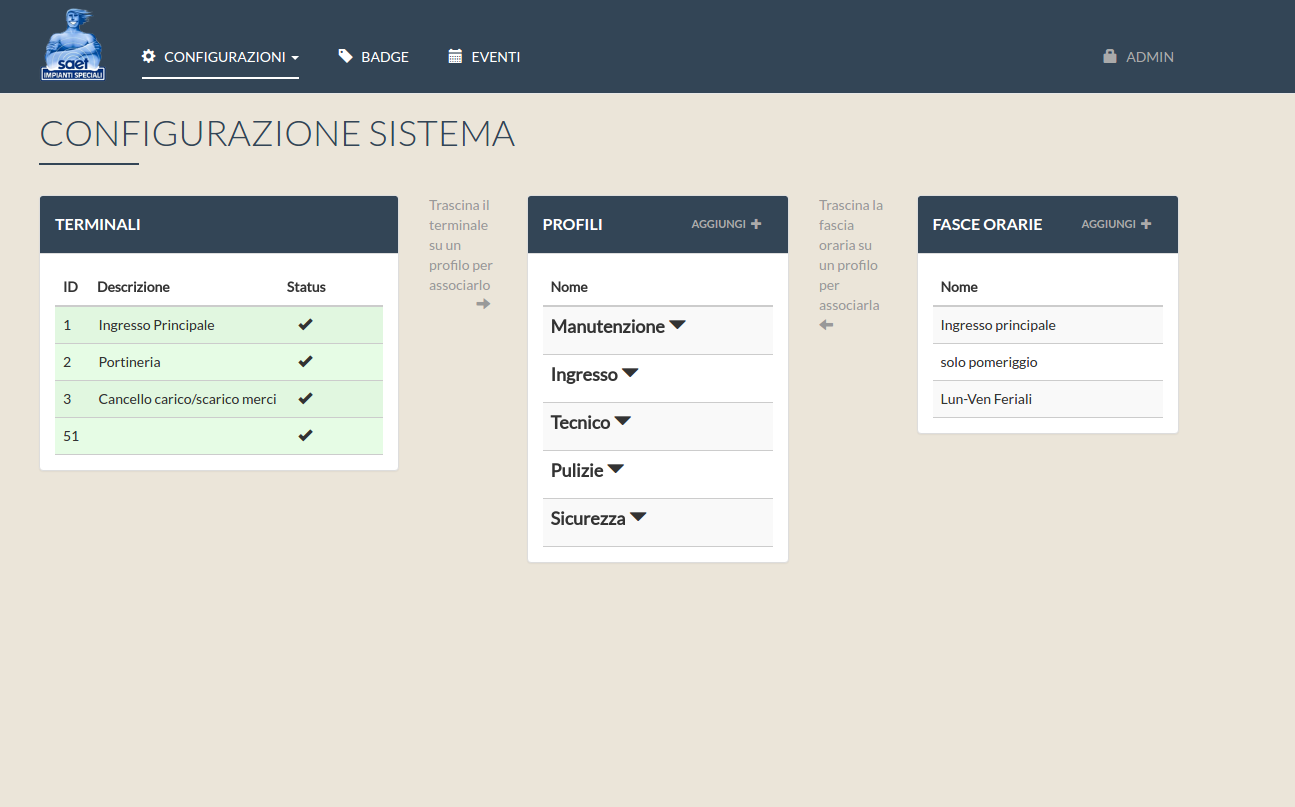 saet
IMPIANTI SPECIALI
CONFIGURAZIONI
BADGE
EVENTI
ADMIN
CONFIGURAZIONE SISTEMA
TERMINALI
ID Descrizione Status
1 Ingresso Principale
2 Portineria
3 Cancello carico/scarico merci
51
Trascina il
terminale
su un
profilo per
associarlo
PROFILI AGGIUNGI
Nome
Manutenzione
Ingresso
Tecnico
Pulizie
Sicurezza
Trascina la
fascia
oraria su
un profilo
per
associarla
FASCE ORARIE AGGIUNGI
Nome
Ingresso principale
solo pomeriggio
Lun-Ven Feriali